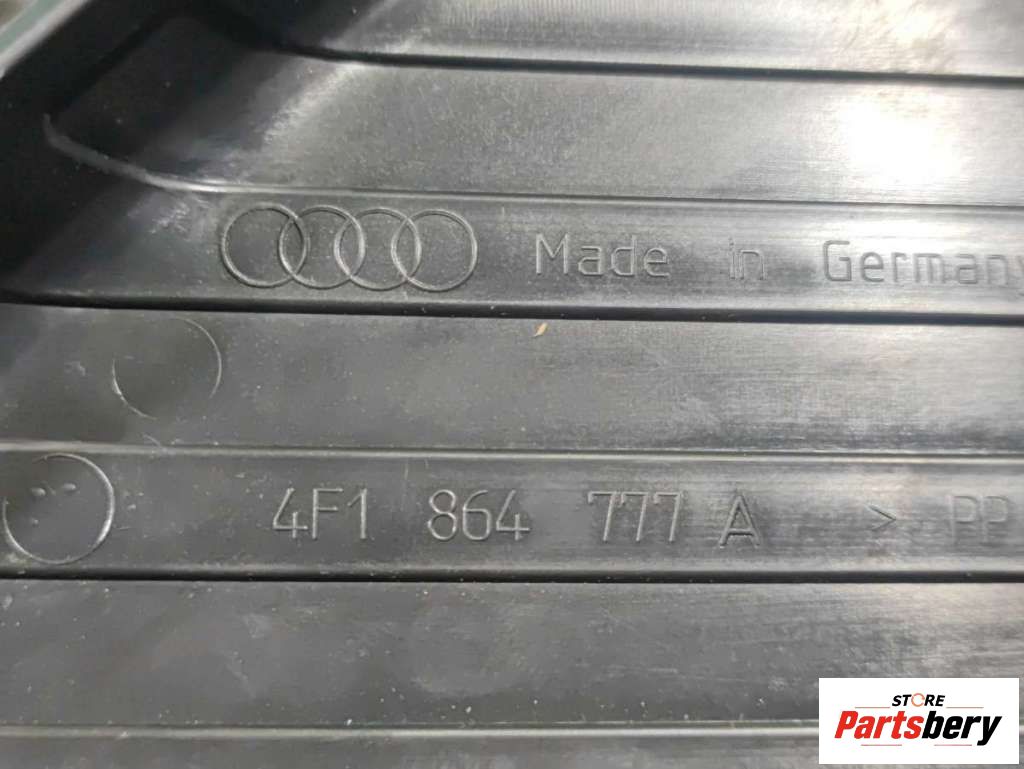 Made in Germany
4F1 864 777 A > PP
STORE
Partsbery